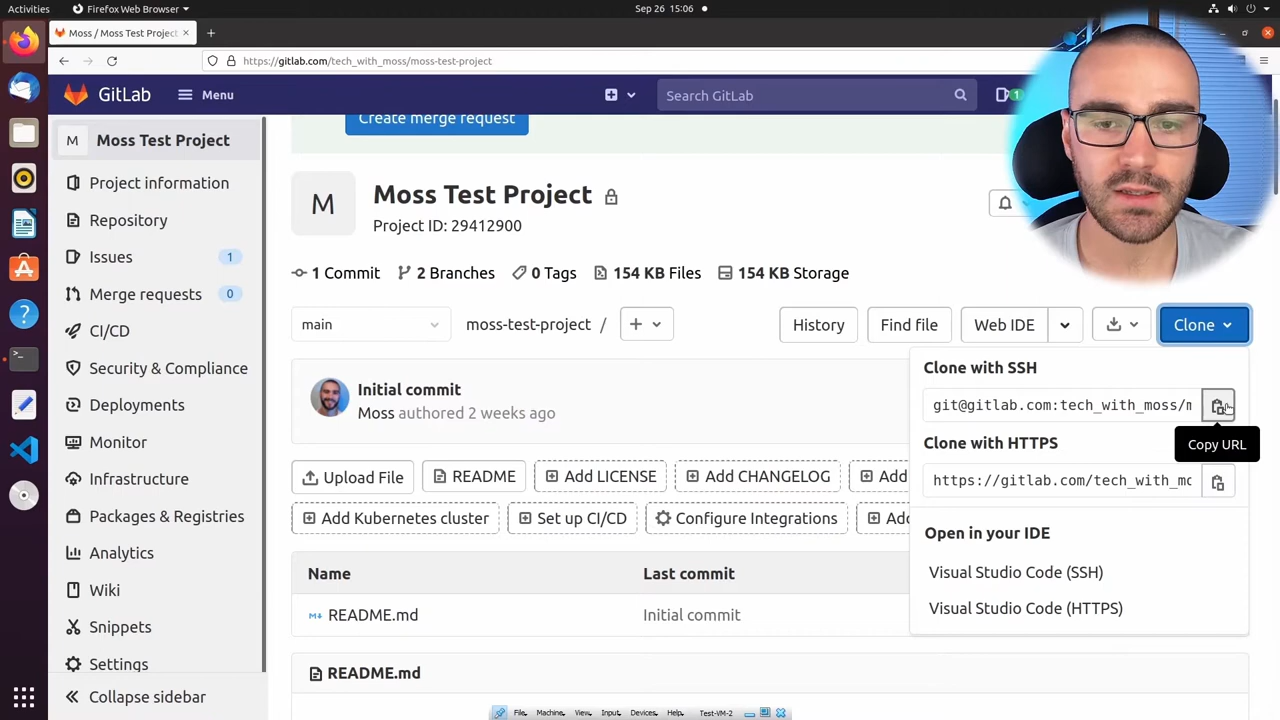 Activities
Firefox Web Browser
Sep 26 15:06
Moss / Moss Test Project
https://gitlab.com/tech_with_moss/moss-test-project
GitLab
Menu
Search GitLab
1
Create merge request
M Moss Test Project
Project information
Repository
Issues 1
Merge requests 0
CI/CD
Security & Compliance
Deployments
Monitor
Infrastructure
Packages & Registries
Analytics
Wiki
Snippets
Settings
Collapse sidebar
M
Moss Test Project
Project ID: 29412900
1 Commit 2 Branches 0 Tags 154 KB Files 154 KB Storage
main
moss-test-project /
History
Find file
Web IDE
Clone
Initial commit
Moss authored 2 weeks ago
Upload File
README
Add LICENSE
Add CHANGELOG
Add
Add Kubernetes cluster
Set up CI/CD
Configure Integrations
Name Last commit
README.md Initial commit
README.md
File Machine View Input Devices Help Test-VM-2
Clone with SSH
git@gitlab.com:tech_with_moss/m
Copy URL
Clone with HTTPS
https://gitlab.com/tech_with_mo
Open in your IDE
Visual Studio Code (SSH)
Visual Studio Code (HTTPS)